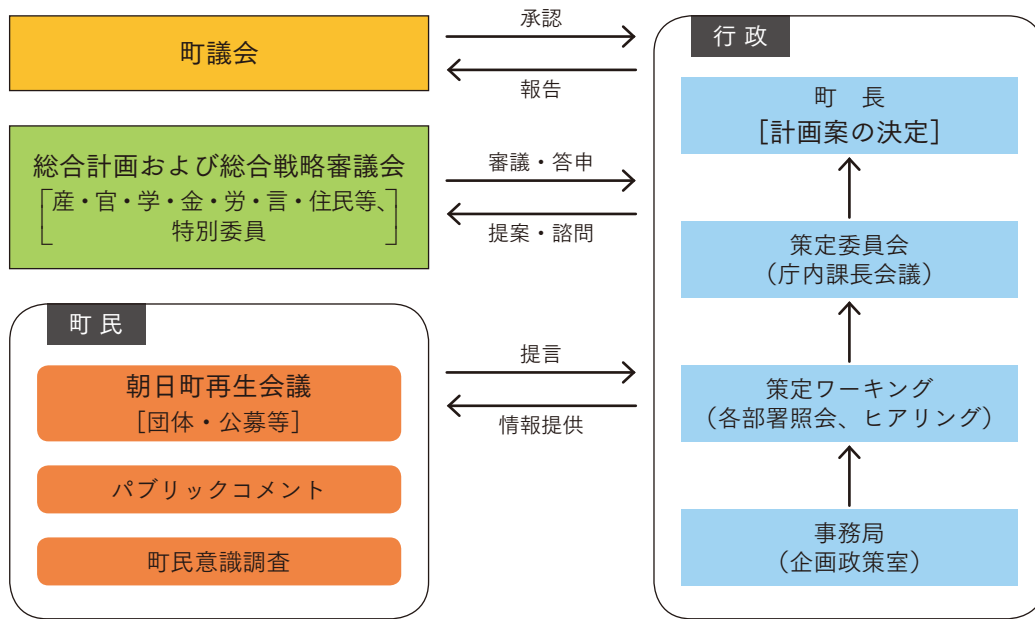 町議会
承認
報告
総合計画および総合戦略審議会
産・官・学・金・労・言・住民等、
特別委員
審議・答申
提案・諮問
町民
朝日町再生会議
［団体・公募等］
パブリックコメント
町民意識調査
提言
情報提供
行政
町　長
［計画案の決定］
策定委員会
（庁内課長会議）
策定ワーキング
（各部署照会、ヒアリング）
事務局
（企画政策室）